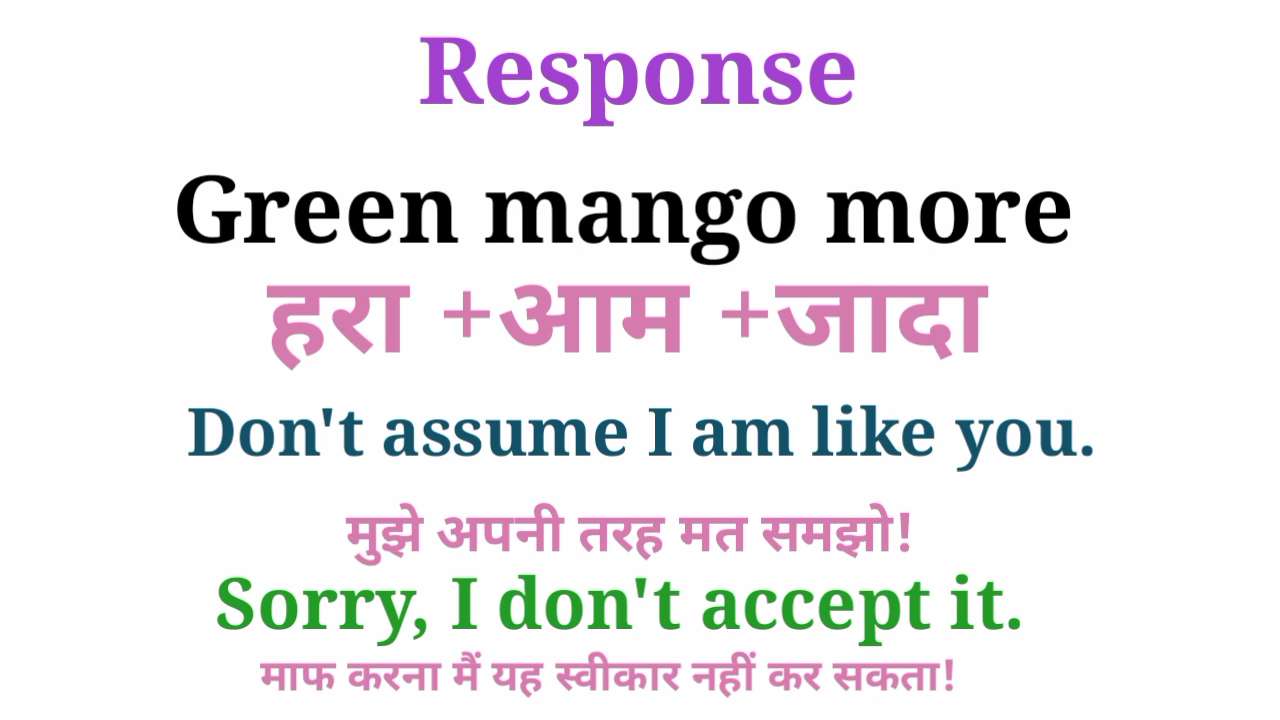 Response
Green mango more
हरा +आम +जादा
Don't assume I am like you.
मुझे अपनी तरह मत समझो!
Sorry, I don't accept it.
माफ करना मैं यह स्वीकार नहीं कर सकता!